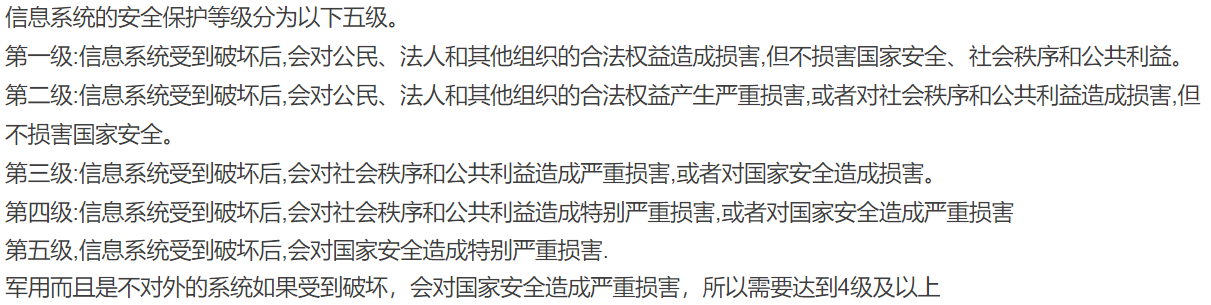 信息系统的安全保护等级分为以下五级。
第一级:信息系统受到破坏后,会对公民、法人和其他组织的合法权益造成损害,但不损害国家安全、社会秩序和公共利益。
第二级:信息系统受到破坏后,会对公民、法人和其他组织的合法权益产生严重损害,或者对社会秩序和公共利益造成损害,但
不损害国家安全。
第三级:信息系统受到破坏后,会对社会秩序和公共利益造成严重损害,或者对国家安全造成损害。
第四级:信息系统受到破坏后,会对社会秩序和公共利益造成特别严重损害,或者对国家安全造成严重损害
第五级,信息系统受到破坏后,会对国家安全造成特别严重损害.
军用而且是不对外的系统如果受到破坏，会对国家安全造成严重损害，所以需要达到4级及以上